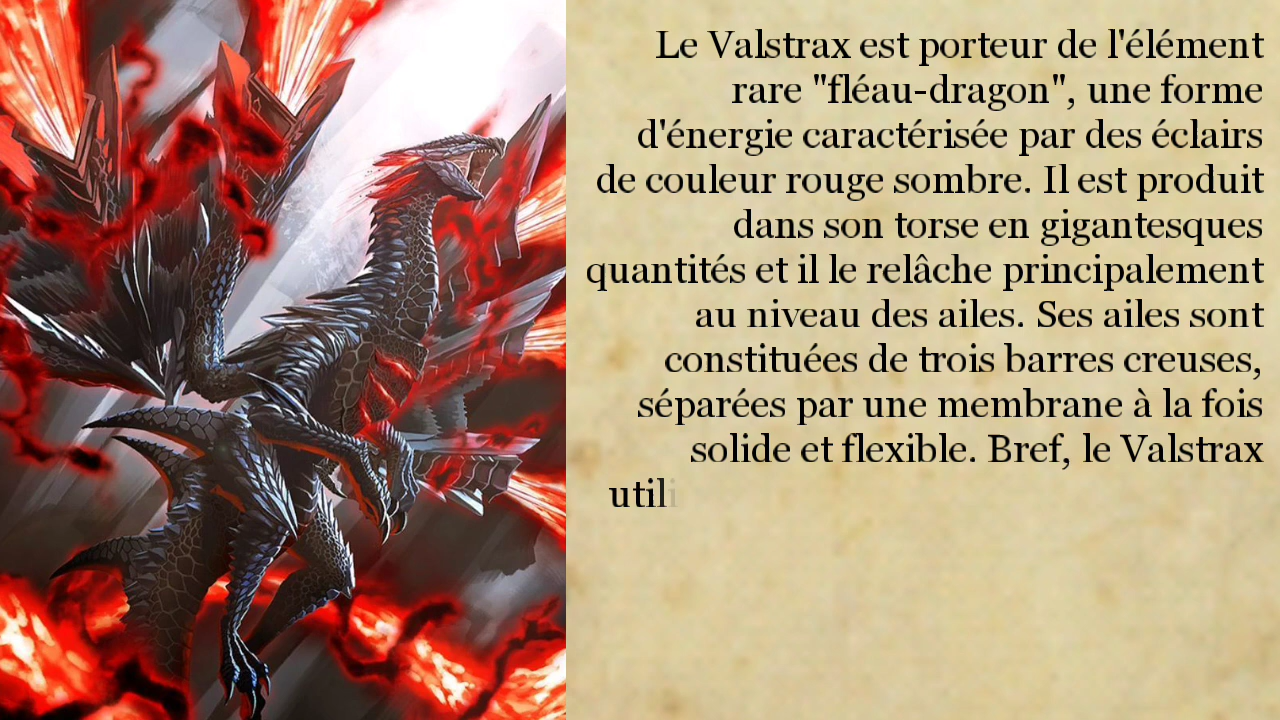 Le Valstrax est porteur de l'élément
rare "fléau-dragon", une forme
d'énergie caractérisée par des éclairs
de couleur rouge sombre. Il est produit
dans son torse en gigantesques
quantités et il le relâche principalement
au niveau des ailes. Ses ailes sont
constituées de trois barres creuses,
séparées par une membrane à la fois
solide et flexible. Bref, le Valstrax
utili